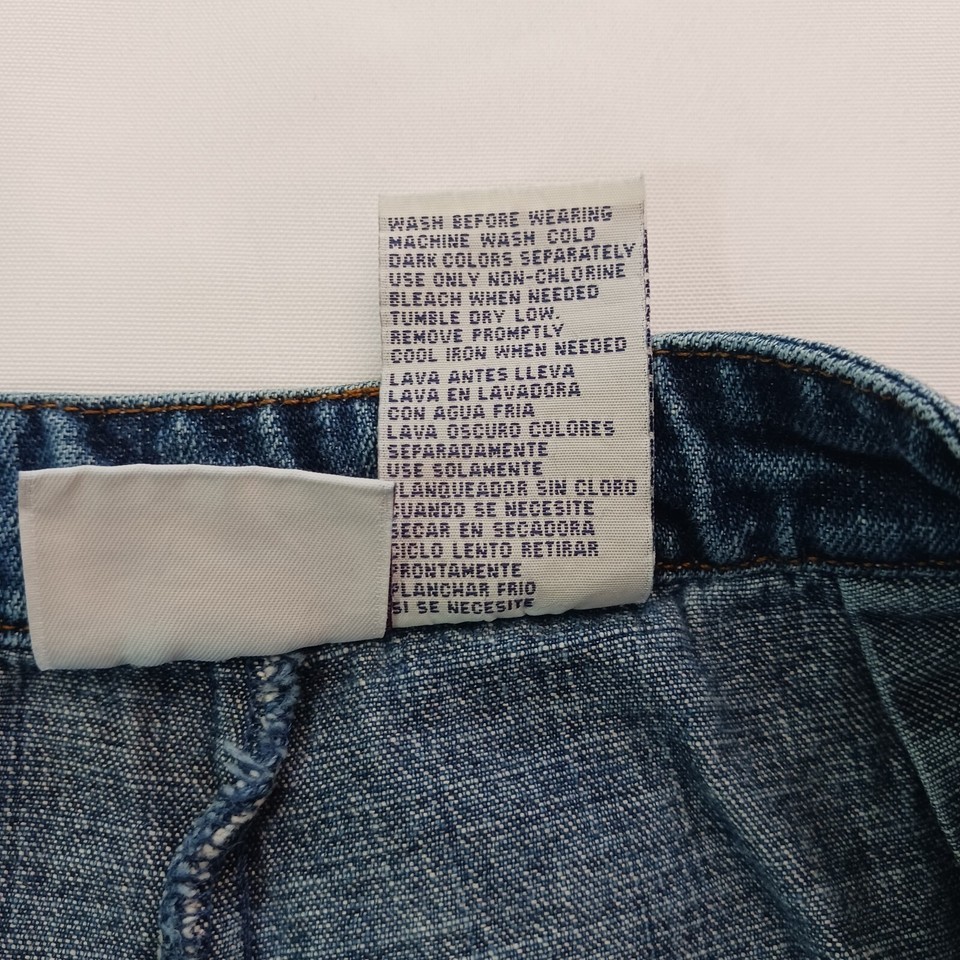 WASH BEFORE WEARING
MACHINE WASH COLD
DARK COLORS SEPARATELY
USE ONLY NON-CHLORINE
BLEACH WHEN NEEDED
TUMBLE DRY LOW.
REMOVE PROMPTLY
COOL IRON WHEN NEEDED
LAVA ANTES LLEVA
LAVA EN LAVADORA
CON AGUA FRIA
LAVA OSCURO COLORES
SEPARADAMENTE
USE SOLAMENTE
BLANQUEADOR SIN CLORO
CUANDO SE NECESITE
SECAR EN SECADORA
CICLO LENTO RETIRAR
PRONTAMENTE
PLANCHAR FRIO
SI SE NECESITE